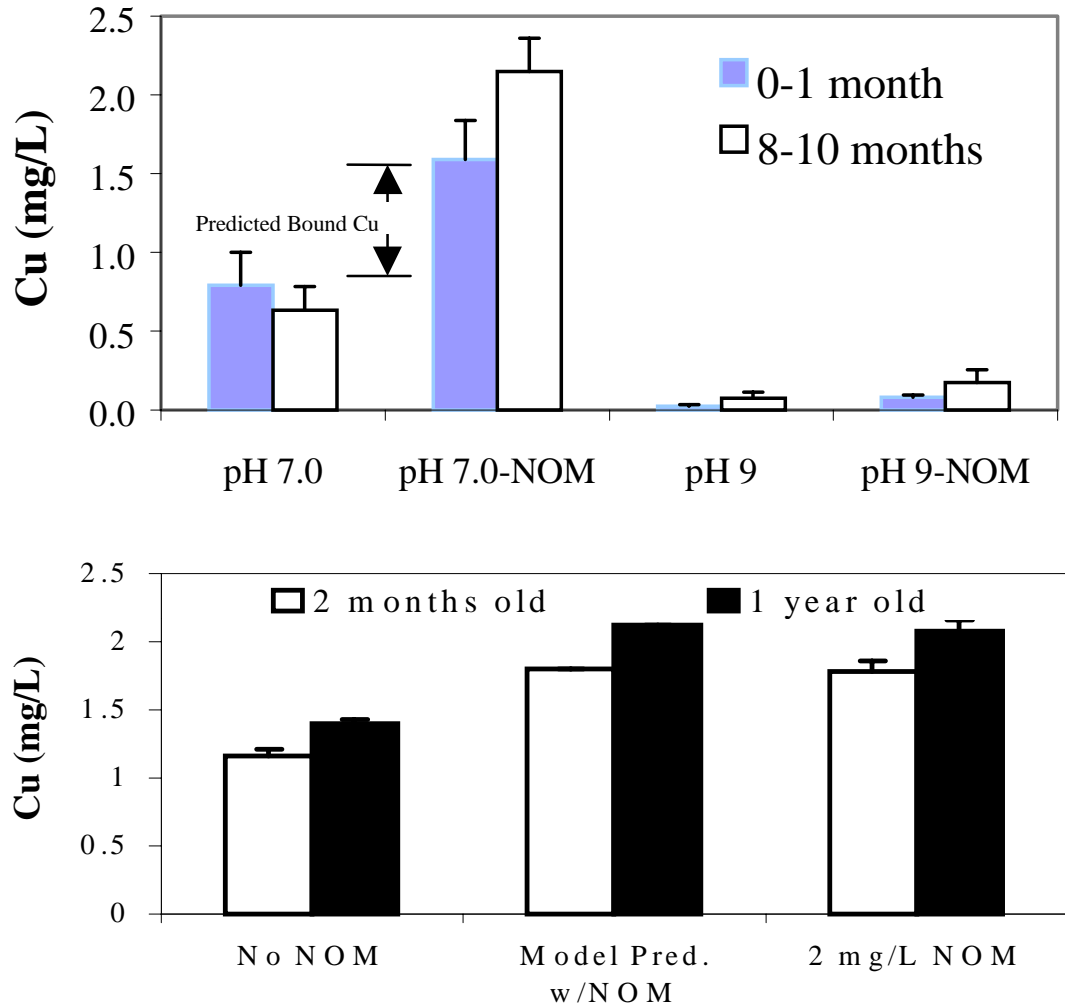 2.5
2.0
1.5
1.0
0.5
0.0
Cu (mg/L)
0-1 month
8-10 months
Predicted Bound Cu
pH 7.0
pH 7.0-NOM
pH 9
pH 9-NOM
2.5
2
1.5
1
0.5
0
Cu (mg/L)
2 months old
1 year old
No NOM
Model Pred.
w/NOM
2 mg/L NOM